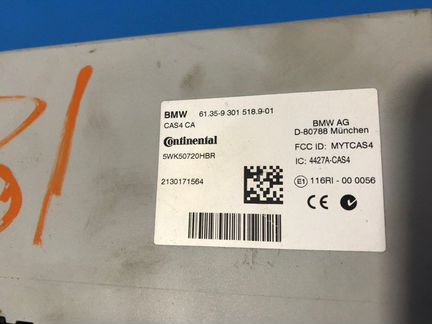 BMW 61.35-9 301 518.9-01
CAS4 CA
Continental
5WK50720HBR
2130171564
BMW AG
D-80788 München
FCC ID: MYTCAS4
IC: 4427A-CAS4
E1 116RI - 00 0056
CE